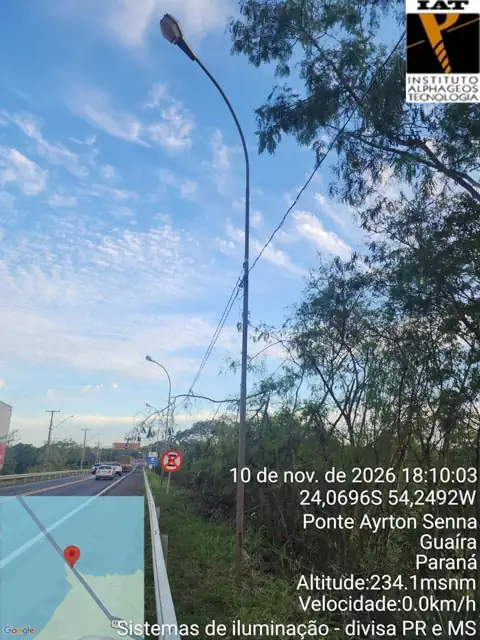 IAT
INSTITUTO
ALPHAGEOS
TECNOLOGIA
10 de nov. de 2026 18:10:03
24,0696S 54,2492W
Ponte Ayrton Senna
Guaíra
Paraná
Altitude:234.1msnm
Velocidade:0.0km/h
Sistemas de iluminação - divisa PR e MS
Google